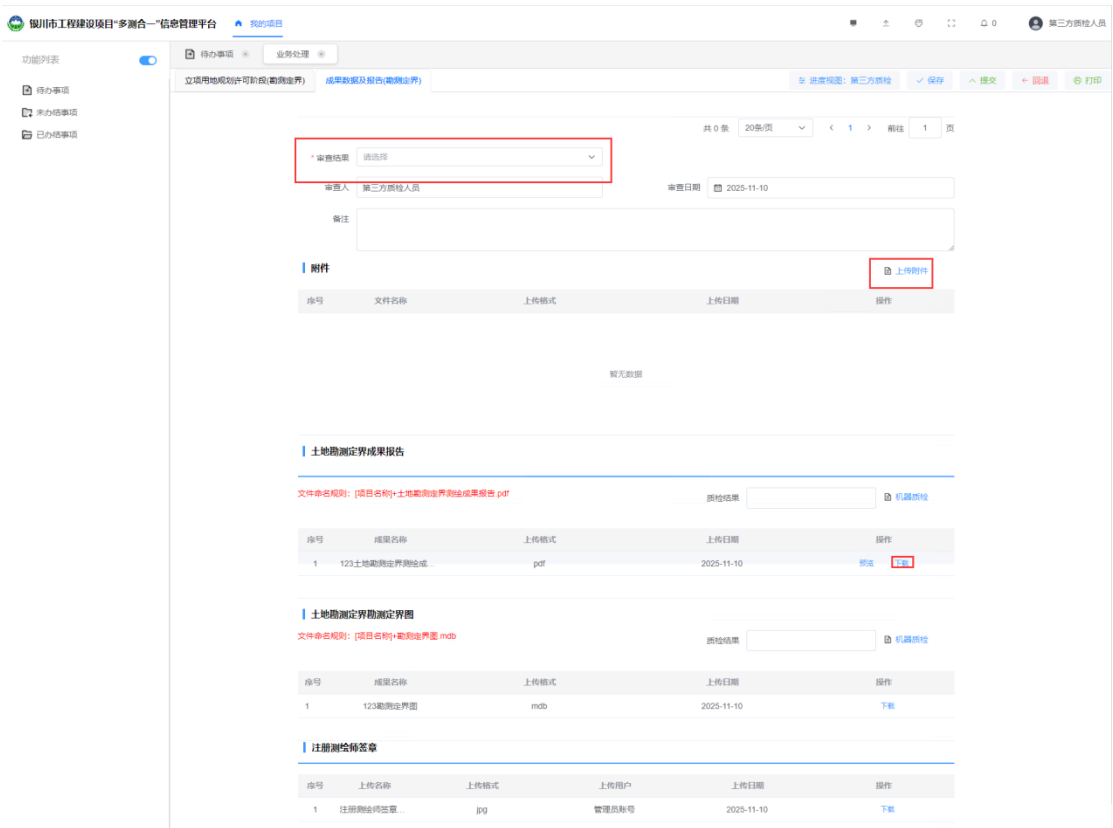 银川市工程建设项目“多测合一”信息管理平台 我的项目 0 第三方质检人员
功能列表
待办事项 业务处理
立项用地规划许可阶段(勘测定界) 成果数据及报告(勘测定界) 进度视图：第三方质检 保存 提交 回退 打印
待办事项
未办结事项
已办结事项
共 0 条 20条/页 1 前往 1 页
* 审查结果 请选择
审查人 第三方质检人员 审查日期 2025-11-10
备注
附件 上传附件
序号 文件名称 上传格式 上传日期 操作
暂无数据
土地勘测定界成果报告
文件命名规则：[项目名称]+土地勘测定界测绘成果报告.pdf
质检结果 机器质检
序号 成果名称 上传格式 上传日期 操作
1 123土地勘测定界测绘成... pdf 2025-11-10 预览 下载
土地勘测定界勘测定界图
文件命名规则：[项目名称]+勘测定界图.mdb
质检结果 机器质检
序号 成果名称 上传格式 上传日期 操作
1 123勘测定界图 mdb 2025-11-10 下载
注册测绘师签章
序号 上传名称 上传格式 上传用户 上传日期 操作
1 注册测绘师签章... jpg 管理员账号 2025-11-10 下载